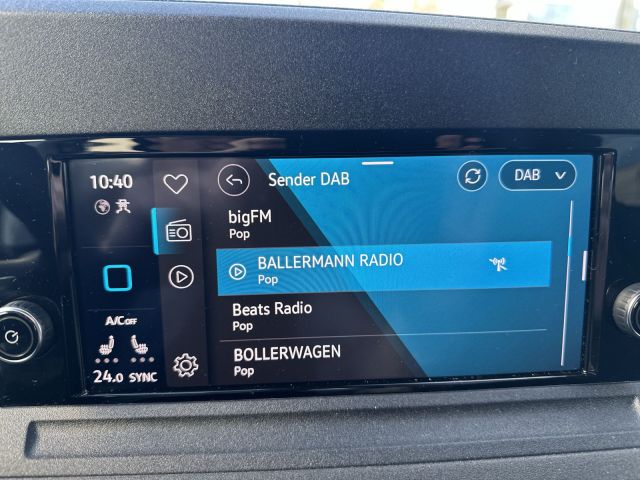 10:40
Sender DAB
DAB
bigFM
Pop
BALLERMANN RADIO
Pop
Beats Radio
Pop
BOLLERWAGEN
Pop
A/C OFF
24.0 SYNC